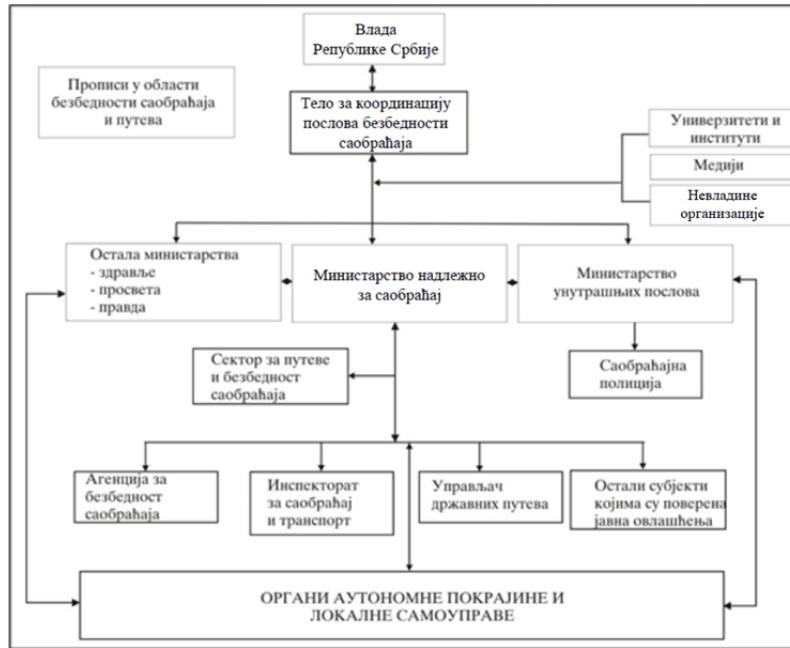 Влада
Републике Србије
Прописи у области
безбедности саобраћаја
и путева
Тело за координацију
послова безбедности
саобраћаја
Универзитети и
институти
Медији
Невладине
организације
Остала министарства
- здравље
- просвета
- правда
Министарство надлежно
за саобраћај
Министарство
унутрашњих послова
Сектор за путеве
и безбедност
саобраћаја
Саобраћајна
полиција
Агенција за
безбедност
саобраћаја
Инспекторат
за саобраћај
и транспорт
Управљач
државних путева
Остали субјекти
којима су поверена
јавна овлашћења
ОРГАНИ АУТОНОМНЕ ПОКРАЈИНЕ И
ЛОКАЛНЕ САМОУПРАВЕ